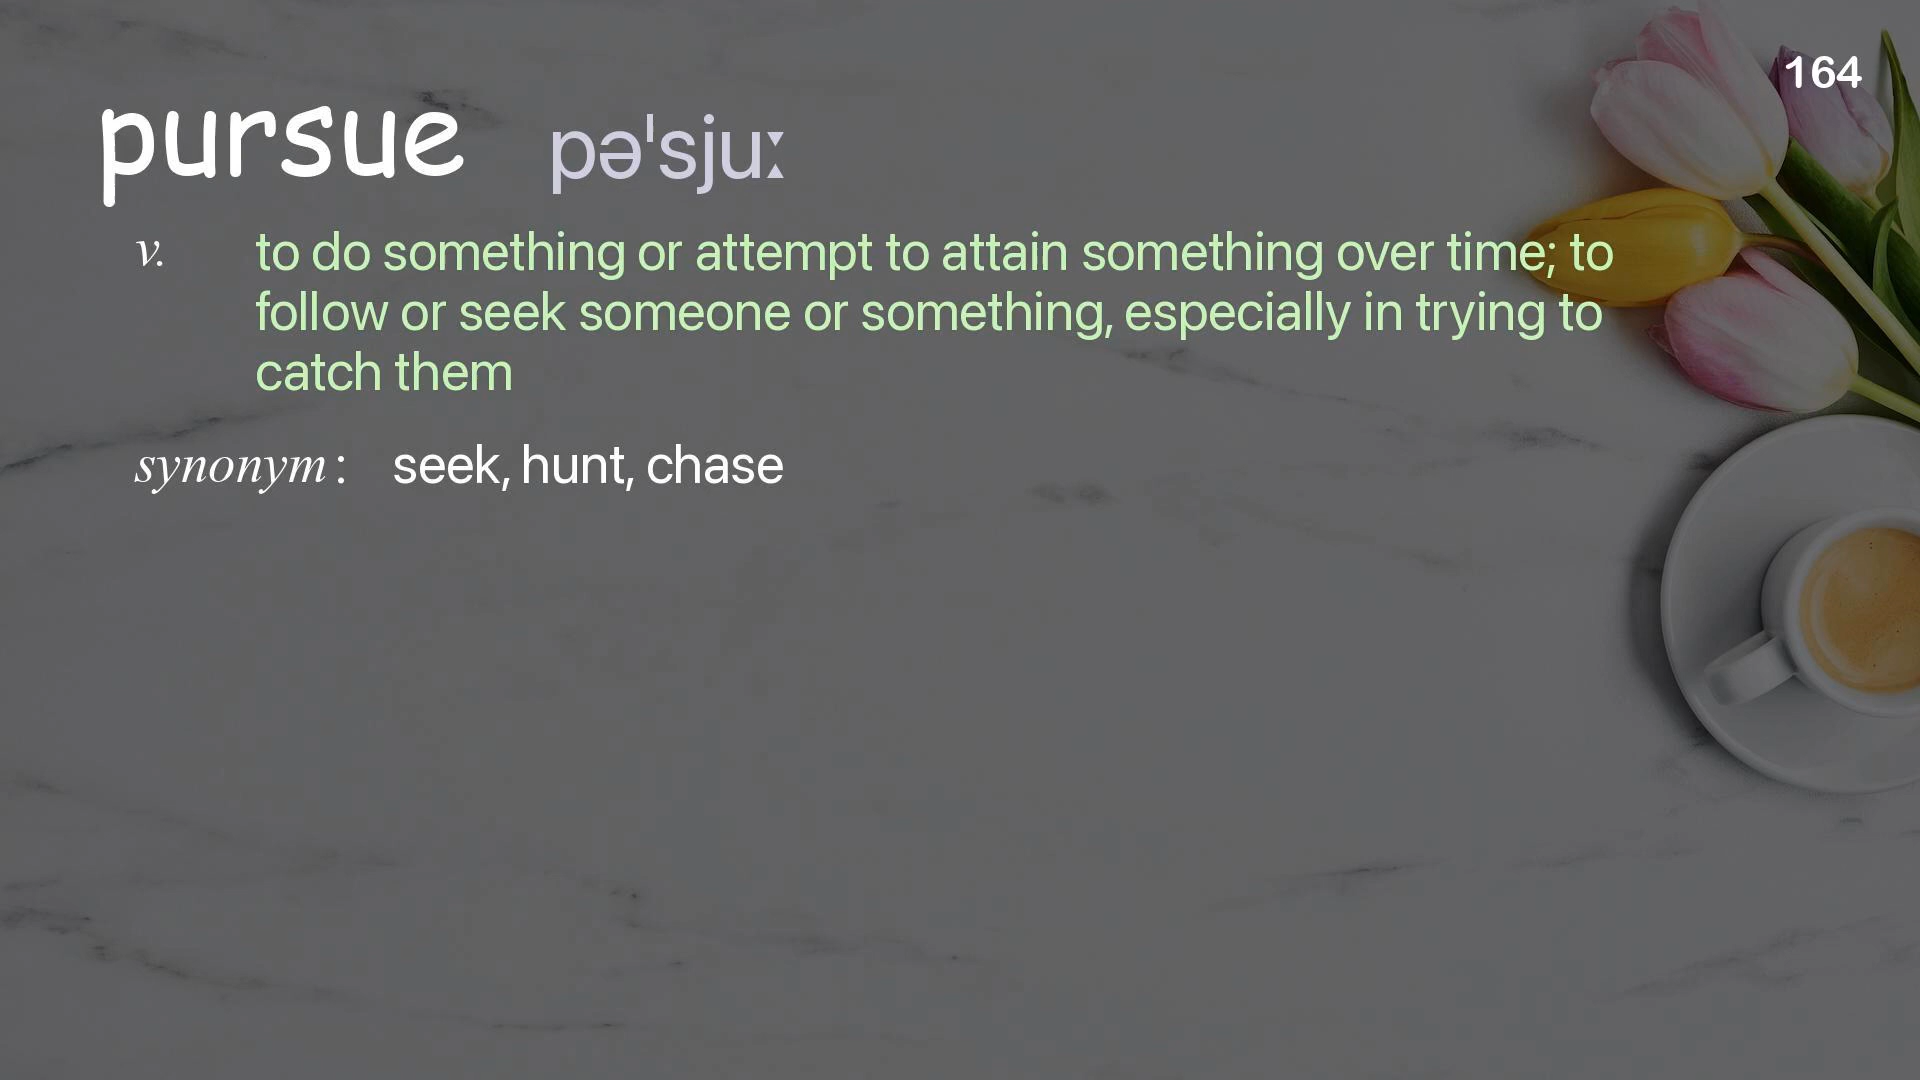 164
pursue pəˈsjuː
v. to do something or attempt to attain something over time; to
follow or seek someone or something, especially in trying to
catch them
synonym : seek, hunt, chase